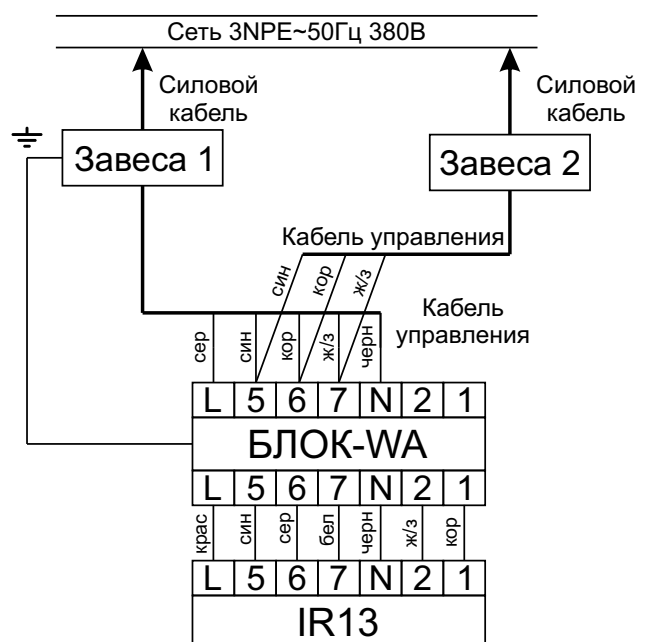 Сеть 3NPE~50Гц 380В
Силовой
кабель
Силовой
кабель
Завеса 1
Завеса 2
Кабель управления
син
кор
ж/з
Кабель
управления
сер
син
кор
ж/з
черн
L 5 6 7 N 2 1
БЛОК-WA
L 5 6 7 N 2 1
крас
син
сер
бел
черн
ж/з
кор
L 5 6 7 N 2 1
IR13